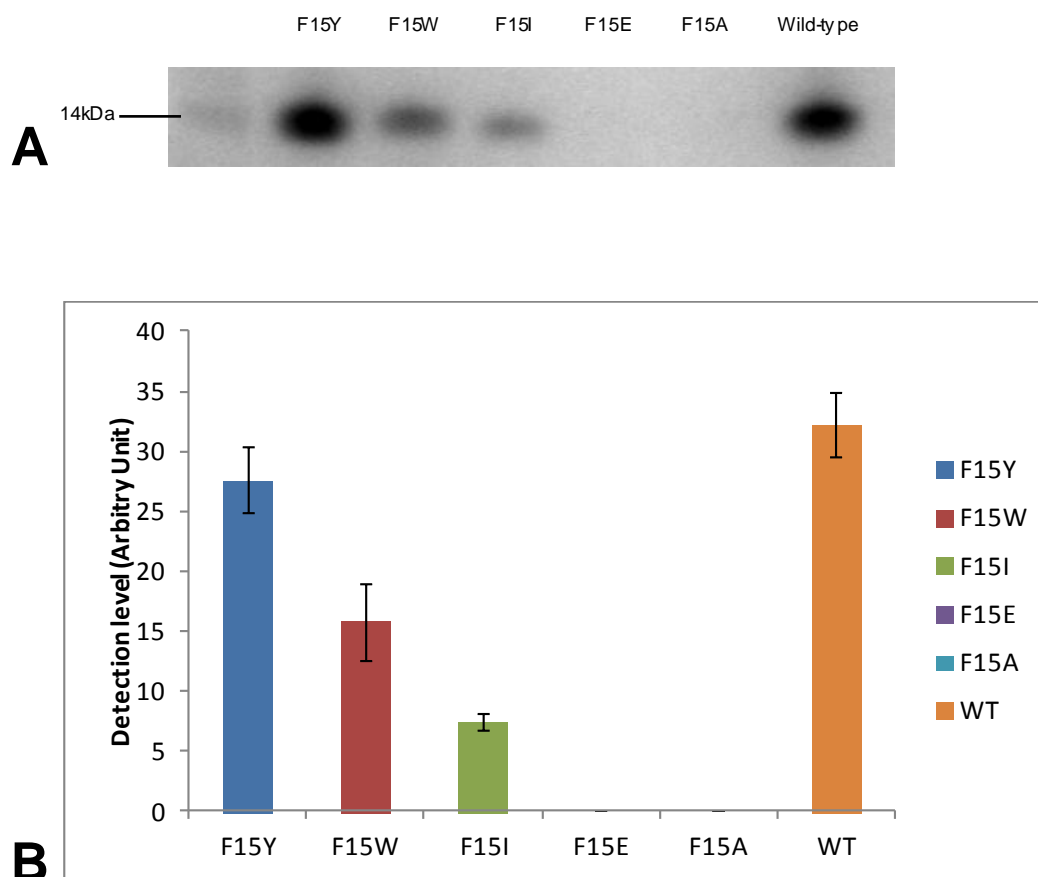 F15Y F15W F15I F15E F15A Wild-type
14kDa
A
40
35
30
25
20
15
10
5
0
Detection level (Arbitry Unit)
F15Y F15W F15I F15E F15A WT
F15Y
F15W
F15I
F15E
F15A
WT
B